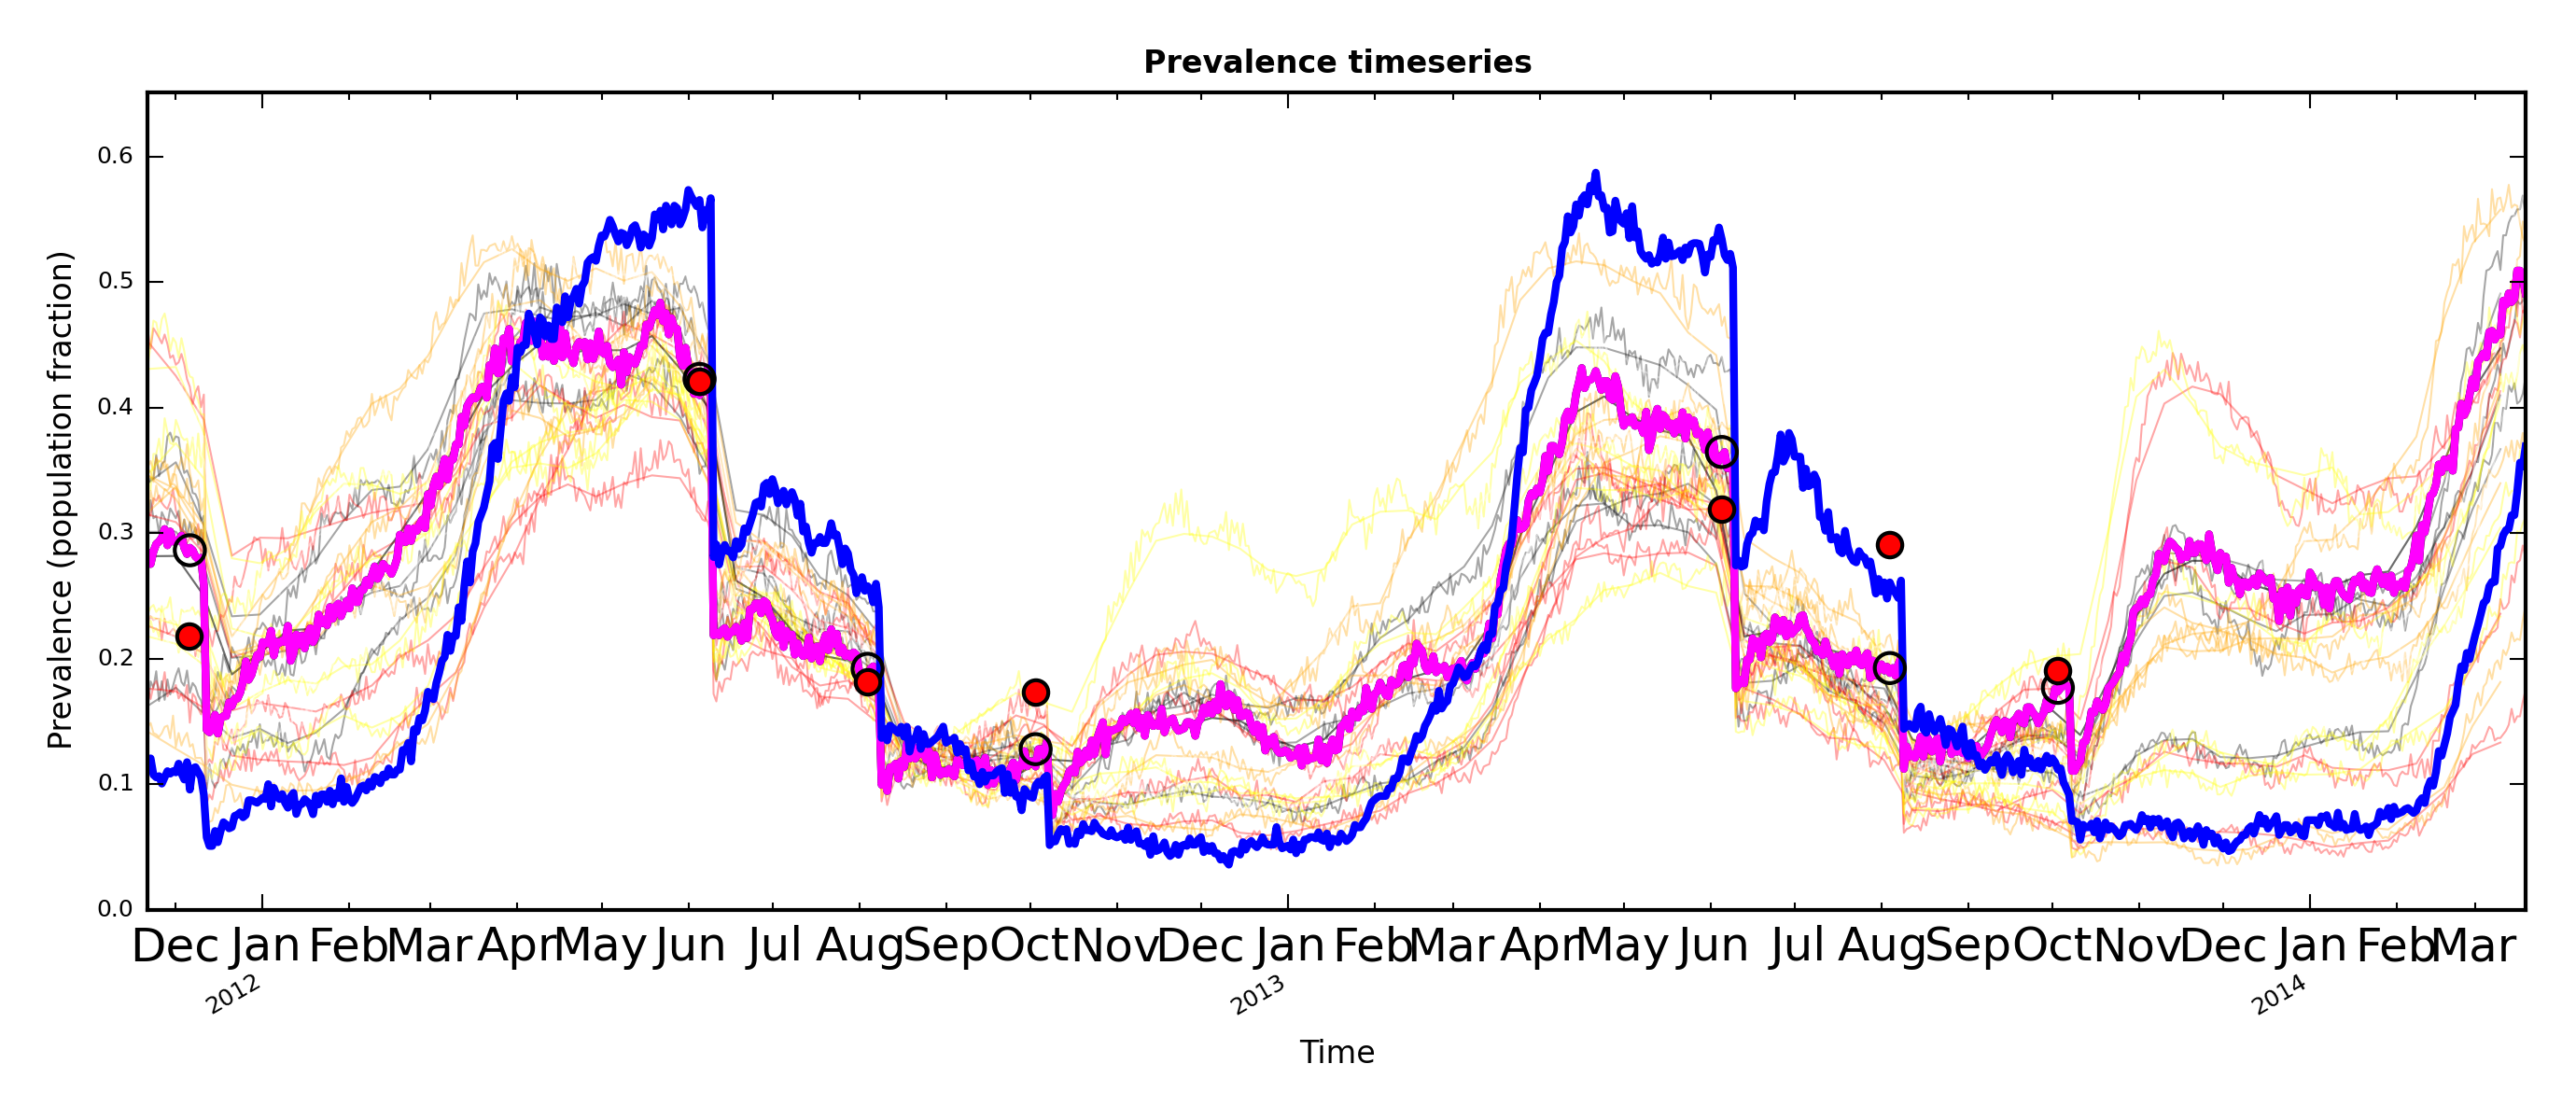 Prevalence timeseries
Prevalence (population fraction)
0.6
0.5
0.4
0.3
0.2
0.1
0.0
Dec Jan Feb Mar Apr May Jun Jul Aug Sep Oct Nov Dec Jan Feb Mar Apr May Jun Jul Aug Sep Oct Nov Dec Jan Feb Mar
2012 2013 2014
Time